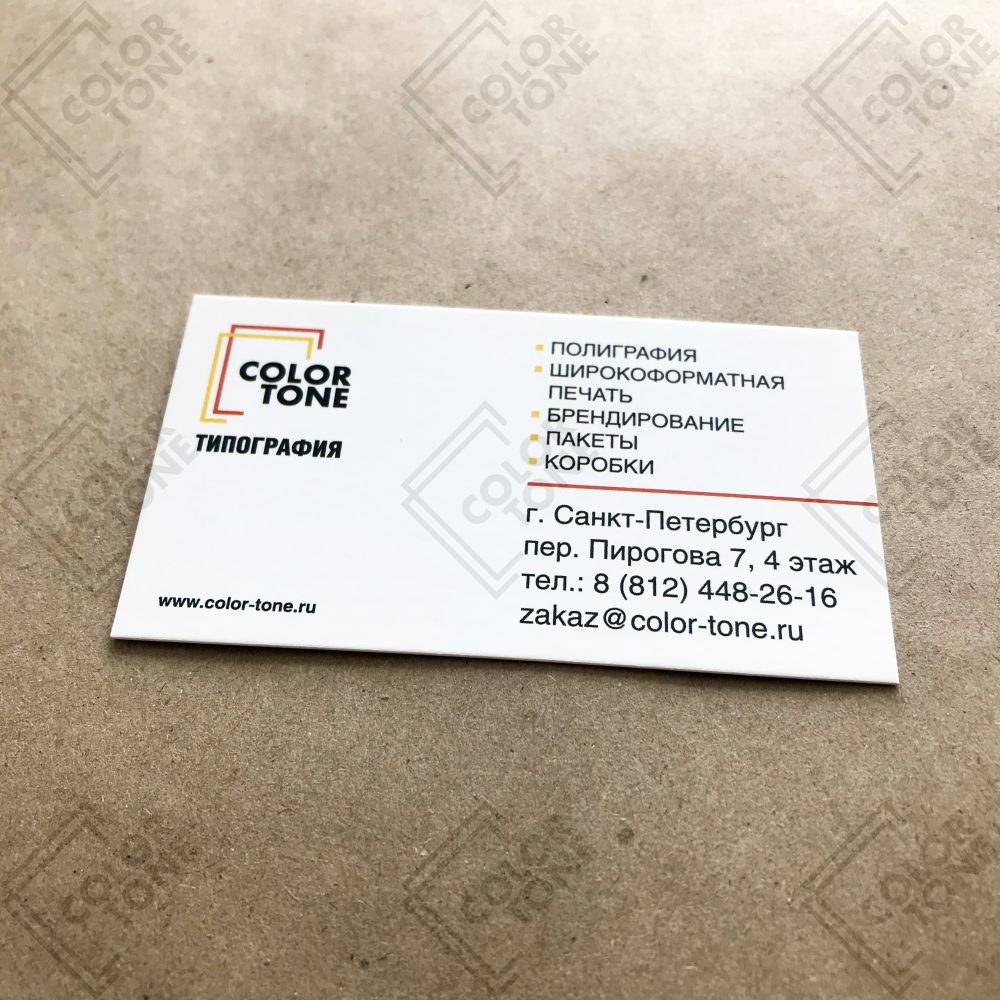 COLOR
TONE
ТИПОГРАФИЯ
www.color-tone.ru
ПОЛИГРАФИЯ
ШИРОКОФОРМАТНАЯ
ПЕЧАТЬ
БРЕНДИРОВАНИЕ
ПАКЕТЫ
КОРОБКИ
г. Санкт-Петербург
пер. Пирогова 7, 4 этаж
тел.: 8 (812) 448-26-16
zakaz@color-tone.ru